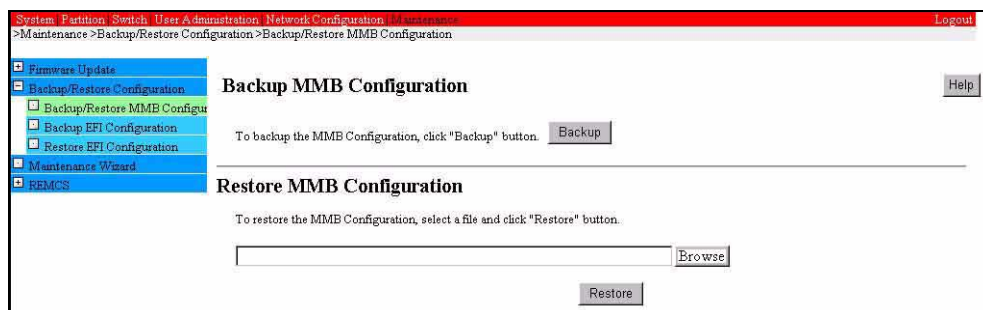 System | Partition | Switch | User Administration | Network Configuration | Maintenance Logout
>Maintenance >Backup/Restore Configuration >Backup/Restore MMB Configuration
Firmware Update
Backup/Restore Configuration
Backup/Restore MMB Configur
Backup EFI Configuration
Restore EFI Configuration
Maintenance Wizard
REMCS
Backup MMB Configuration
Help
To backup the MMB Configuration, click "Backup" button. Backup
Restore MMB Configuration
To restore the MMB Configuration, select a file and click "Restore" button.
Browse
Restore